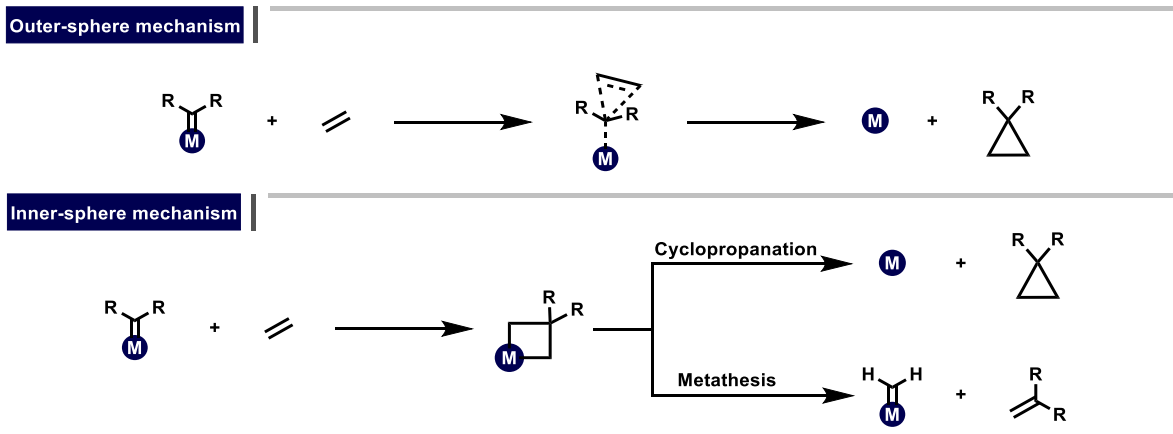 Outer-sphere mechanism
R R
M
+
R R
M
M
+
R R
Inner-sphere mechanism
R R
M
+
R
R
M
Cyclopropanation
M
+
R R
Metathesis
H H
M
+
R
R